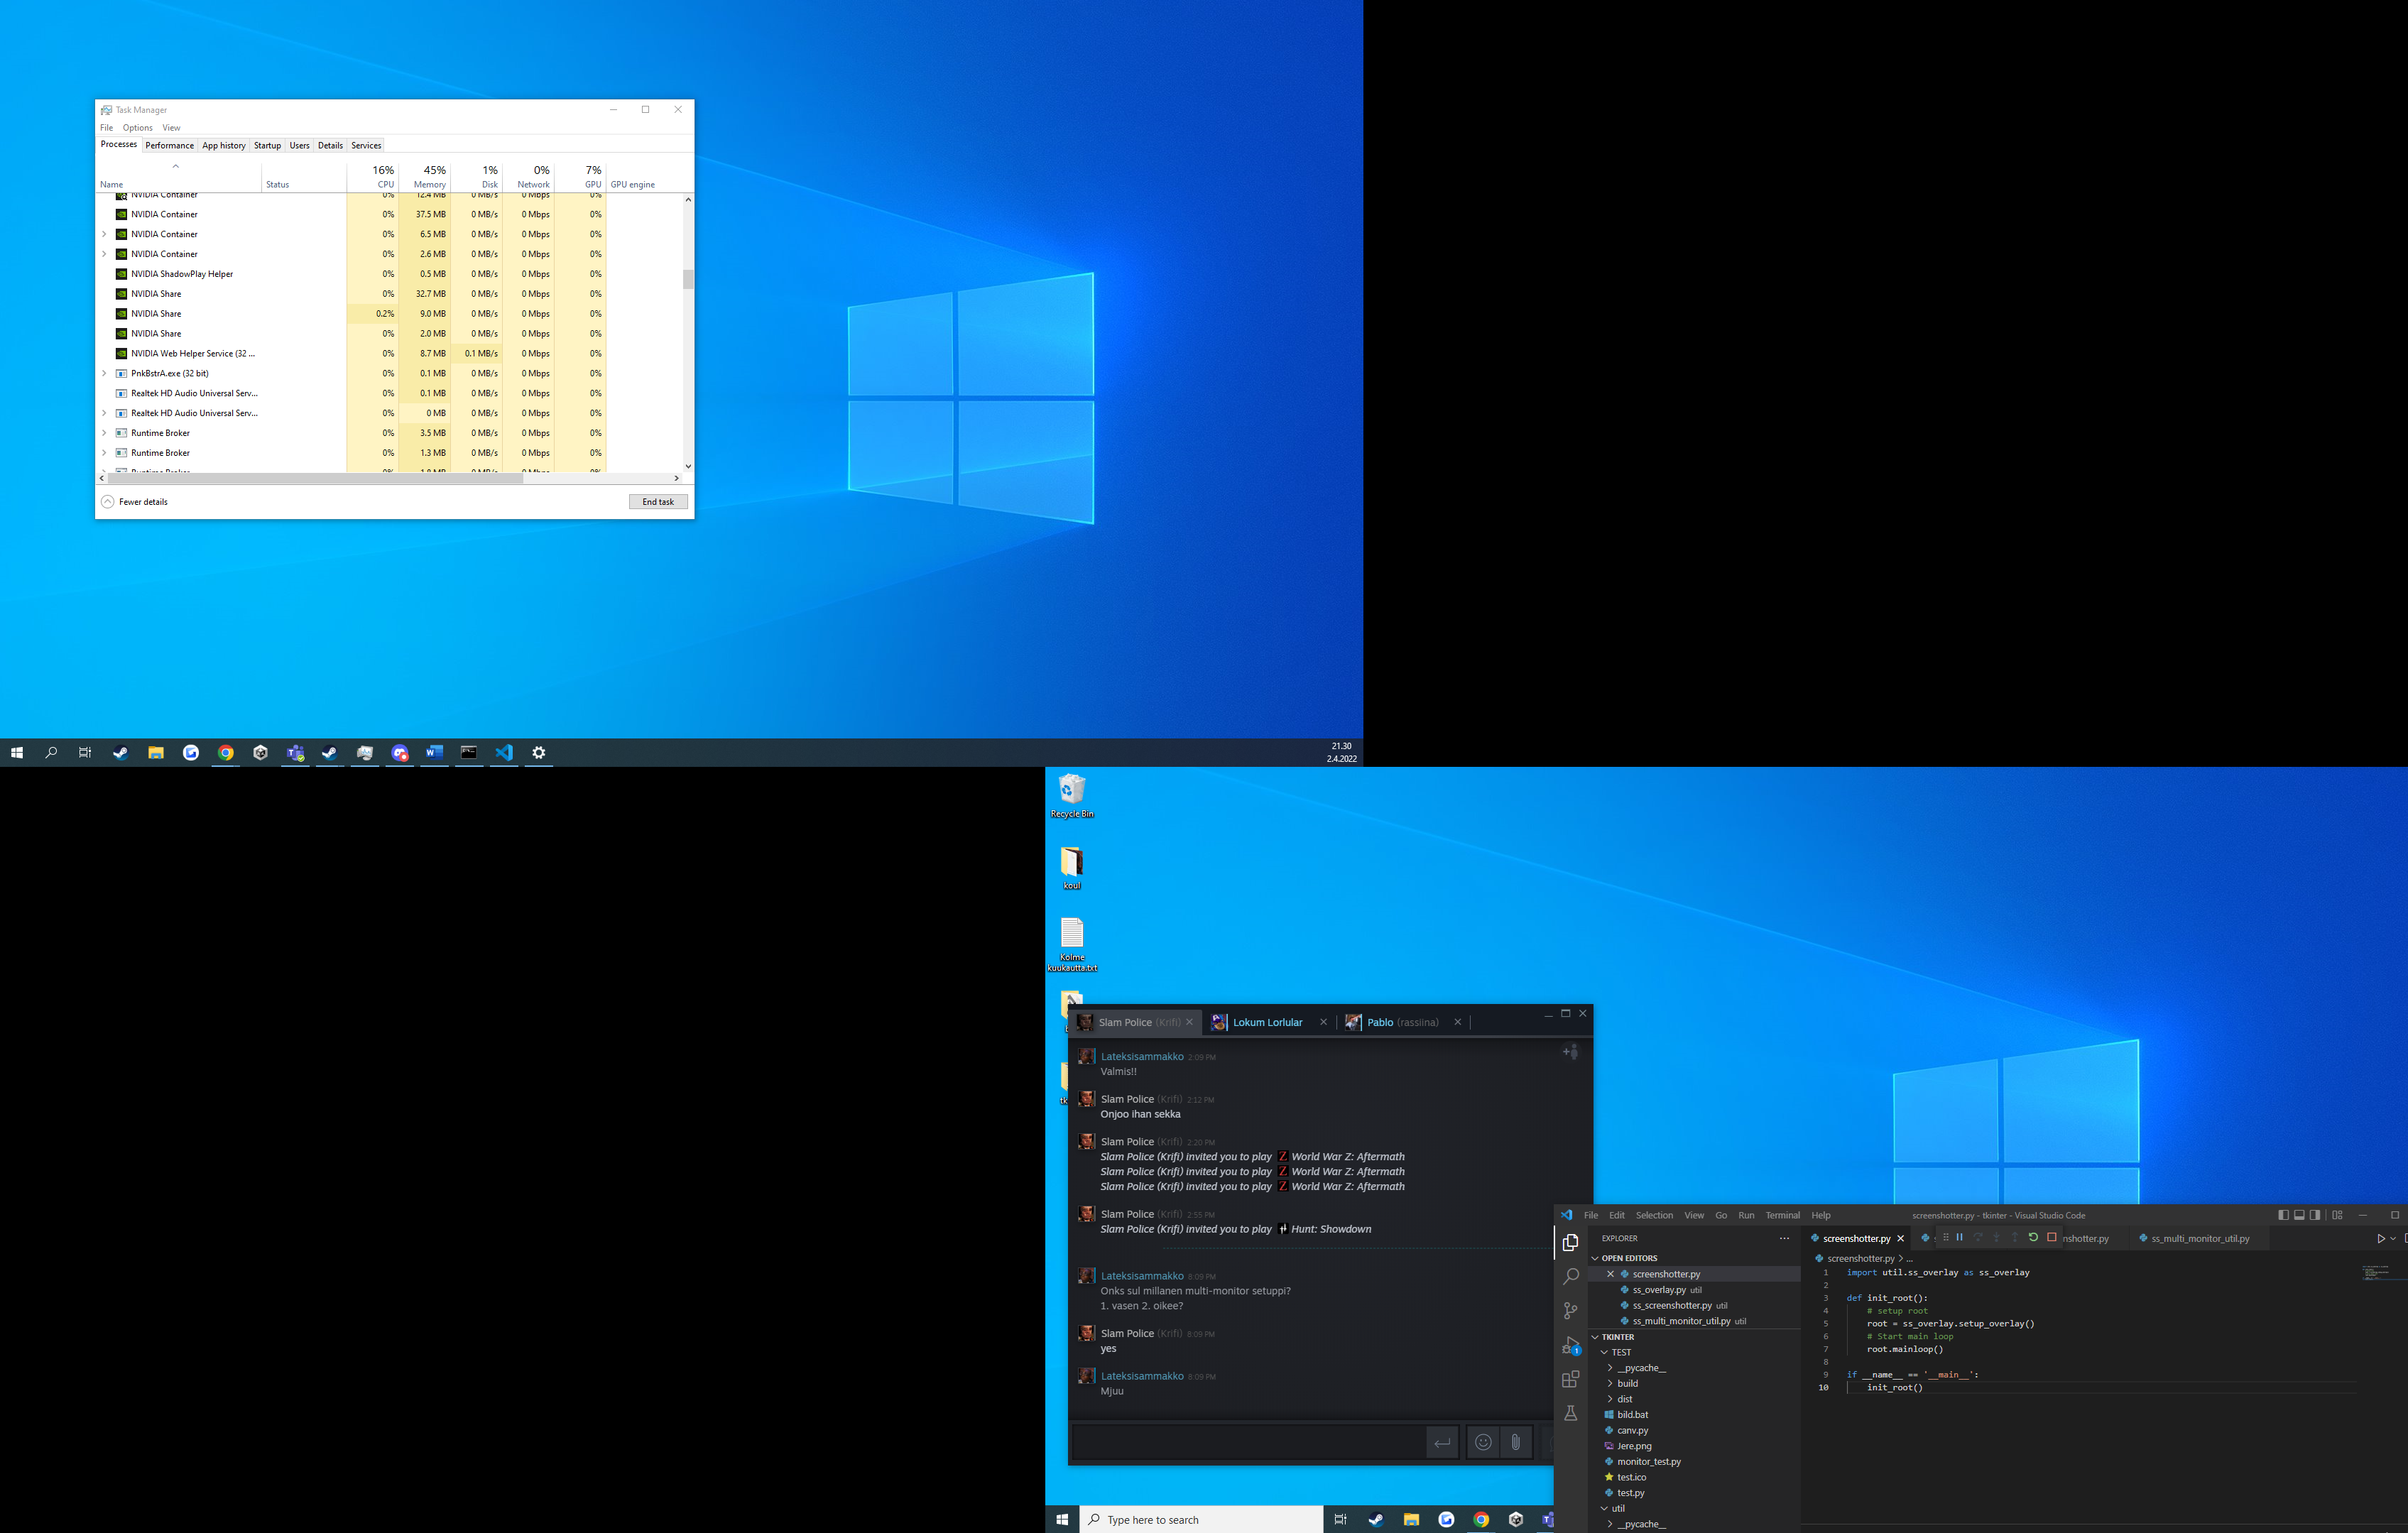 Task Manager
File Options View
Processes Performance App history Startup Users Details Services
16% 45% 1% 0% 7%
Name Status CPU Memory Disk Network GPU GPU engine
NVIDIA Container 0% 12.4 MB 0 MB/s 0 Mbps 0%
NVIDIA Container 0% 37.5 MB 0 MB/s 0 Mbps 0%
NVIDIA Container 0% 6.5 MB 0 MB/s 0 Mbps 0%
NVIDIA Container 0% 2.6 MB 0 MB/s 0 Mbps 0%
NVIDIA ShadowPlay Helper 0% 0.5 MB 0 MB/s 0 Mbps 0%
NVIDIA Share 0% 32.7 MB 0 MB/s 0 Mbps 0%
NVIDIA Share 0.2% 9.0 MB 0 MB/s 0 Mbps 0%
NVIDIA Share 0% 2.0 MB 0 MB/s 0 Mbps 0%
NVIDIA Web Helper Service (32 ... 0% 8.7 MB 0.1 MB/s 0 Mbps 0%
PnkBstrA.exe (32 bit) 0% 0.1 MB 0 MB/s 0 Mbps 0%
Realtek HD Audio Universal Serv... 0% 0.1 MB 0 MB/s 0 Mbps 0%
Realtek HD Audio Universal Serv... 0% 0 MB 0 MB/s 0 Mbps 0%
Runtime Broker 0% 3.5 MB 0 MB/s 0 Mbps 0%
Runtime Broker 0% 1.3 MB 0 MB/s 0 Mbps 0%
Fewer details End task
21.30
2.4.2022
Recycle Bin
koul
Kolme
kuukautta.txt
Slam Police (Krifi) Lokum Lorlular Pablo (rassiina)
Lateksisammakko 2:09 PM
Valmis!!
Slam Police (Krifi) 2:12 PM
Onjoo ihan sekka
Slam Police (Krifi) 2:20 PM
Slam Police (Krifi) invited you to play Z World War Z: Aftermath
Slam Police (Krifi) invited you to play Z World War Z: Aftermath
Slam Police (Krifi) invited you to play Z World War Z: Aftermath
Slam Police (Krifi) 2:55 PM
Slam Police (Krifi) invited you to play Hunt: Showdown
Lateksisammakko 8:09 PM
Onks sul millanen multi-monitor setuppi?
1. vasen 2. oikee?
Slam Police (Krifi) 8:09 PM
yes
Lateksisammakko 8:09 PM
Mjuu
File Edit Selection View Go Run Terminal Help screenshotter.py - tkinter - Visual Studio Code
EXPLORER
OPEN EDITORS
screenshotter.py
ss_overlay.py util
ss_screenshotter.py util
ss_multi_monitor_util.py util
TKINTER
TEST
__pycache__
build
dist
bild.bat
canv.py
Jere.png
monitor_test.py
test.ico
test.py
util
__pycache__
1
screenshotter.py nshotter.py ss_multi_monitor_util.py
screenshotter.py > ...
1 import util.ss_overlay as ss_overlay
2
3 def init_root():
4 # setup root
5 root = ss_overlay.setup_overlay()
6 # Start main loop
7 root.mainloop()
8
9 if __name__ == '__main__':
10 init_root()
Type here to search